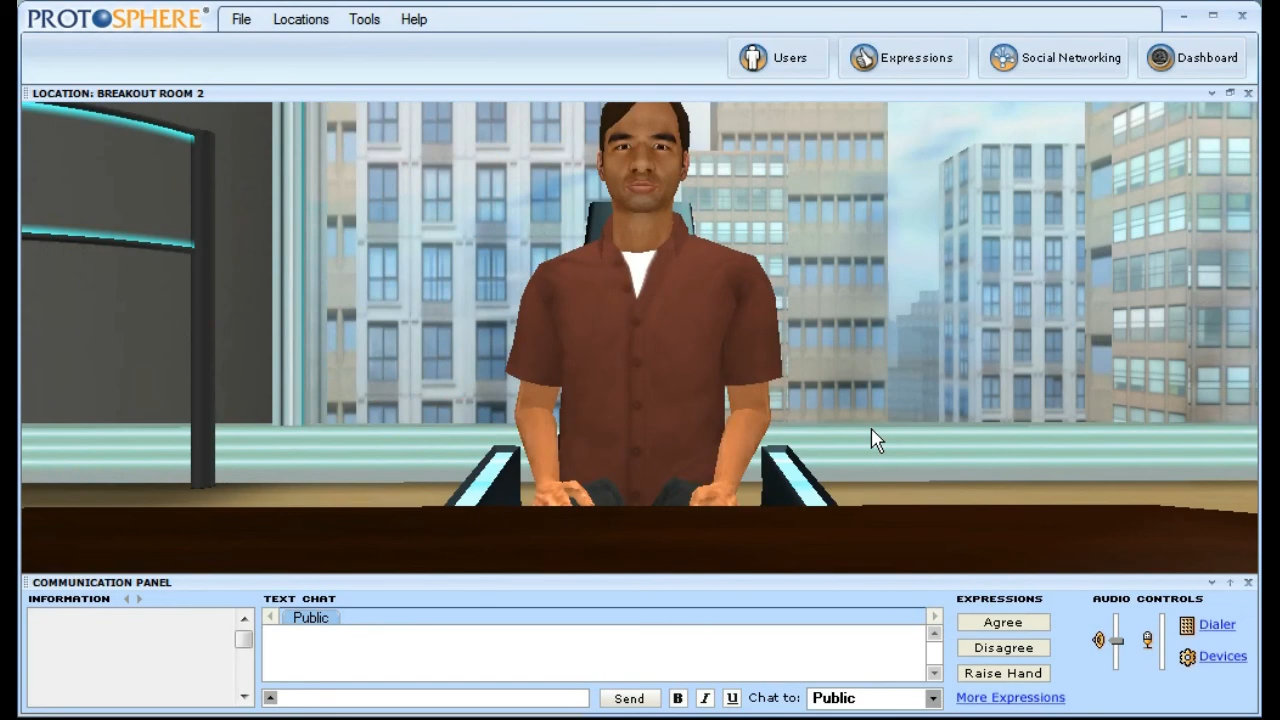 PROTOSPHERE®
File Locations Tools Help
Users Expressions Social Networking Dashboard
LOCATION: BREAKOUT ROOM 2
COMMUNICATION PANEL
INFORMATION TEXT CHAT EXPRESSIONS AUDIO CONTROLS
Public
Agree
Dialer
Disagree
Devices
Raise Hand
Send B I U Chat to: Public
More Expressions